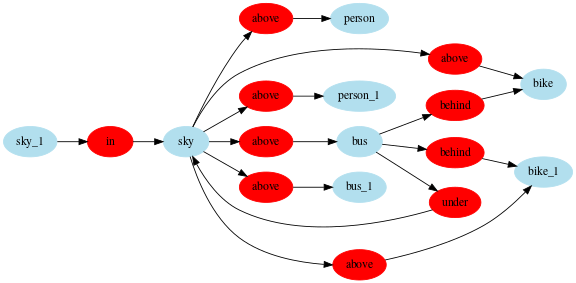 above
person
above
bike
above
person_1
behind
sky_1
in
sky
above
bus
behind
bike_1
above
bus_1
under
above